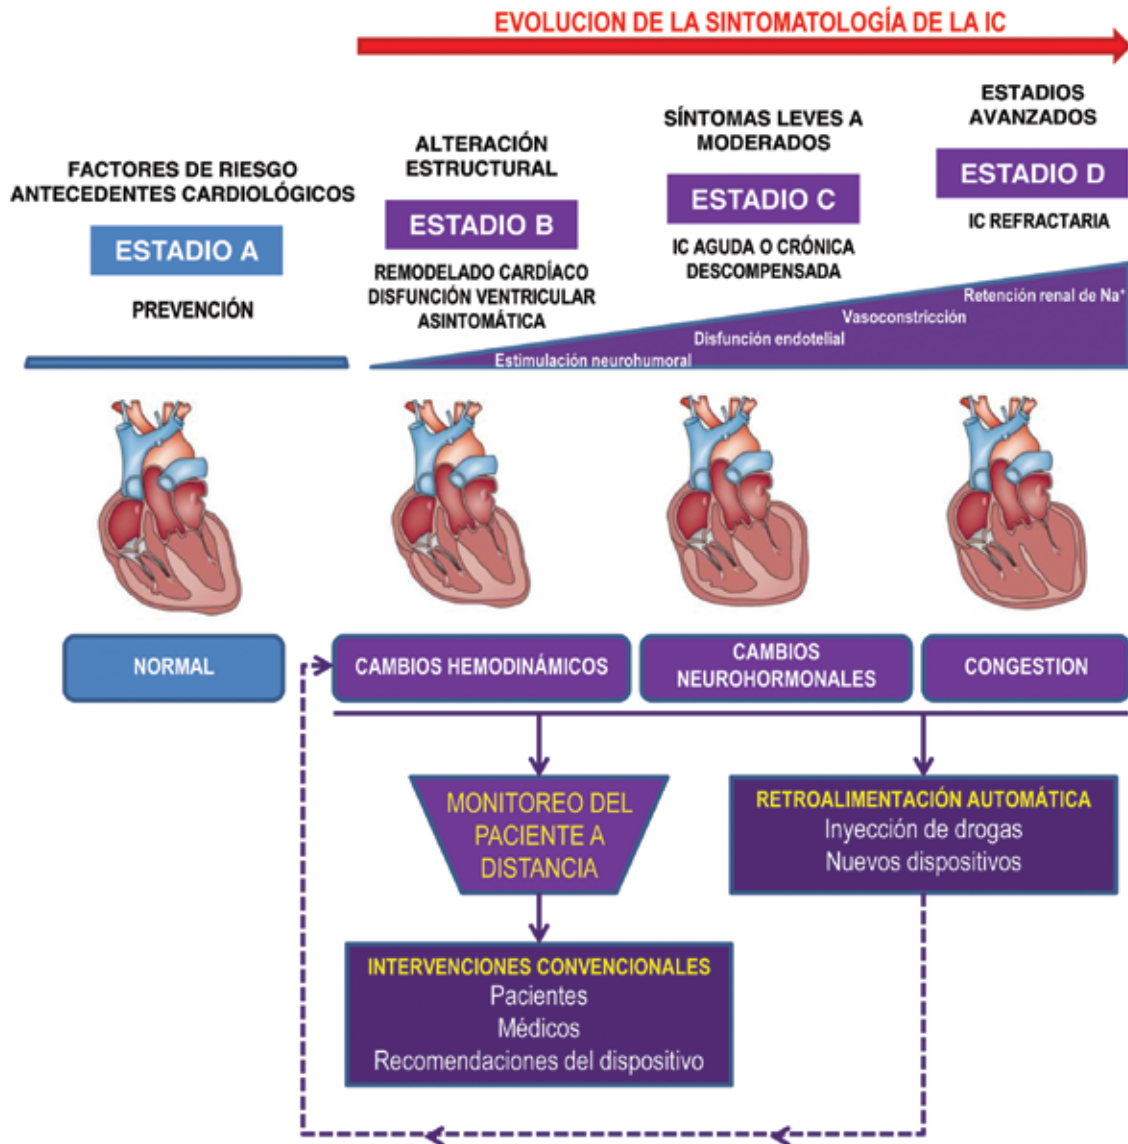 EVOLUCION DE LA SINTOMATOLOGÍA DE LA IC
FACTORES DE RIESGO
ANTECEDENTES CARDIOLÓGICOS
ESTADIO A
PREVENCIÓN
ALTERACIÓN
ESTRUCTURAL
ESTADIO B
REMODELADO CARDÍACO
DISFUNCIÓN VENTRICULAR
ASINTOMÁTICA
SÍNTOMAS LEVES A
MODERADOS
ESTADIO C
IC AGUDA O CRÓNICA
DESCOMPENSADA
ESTADIOS
AVANZADOS
ESTADIO D
IC REFRACTARIA
Estimulación neurohumoral
Disfunción endotelial
Vasoconstricción
Retención renal de Na⁺
NORMAL
CAMBIOS HEMODINÁMICOS
CAMBIOS
NEUROHORMONALES
CONGESTION
MONITOREO DEL
PACIENTE A
DISTANCIA
RETROALIMENTACIÓN AUTOMÁTICA
Inyección de drogas
Nuevos dispositivos
INTERVENCIONES CONVENCIONALES
Pacientes
Médicos
Recomendaciones del dispositivo